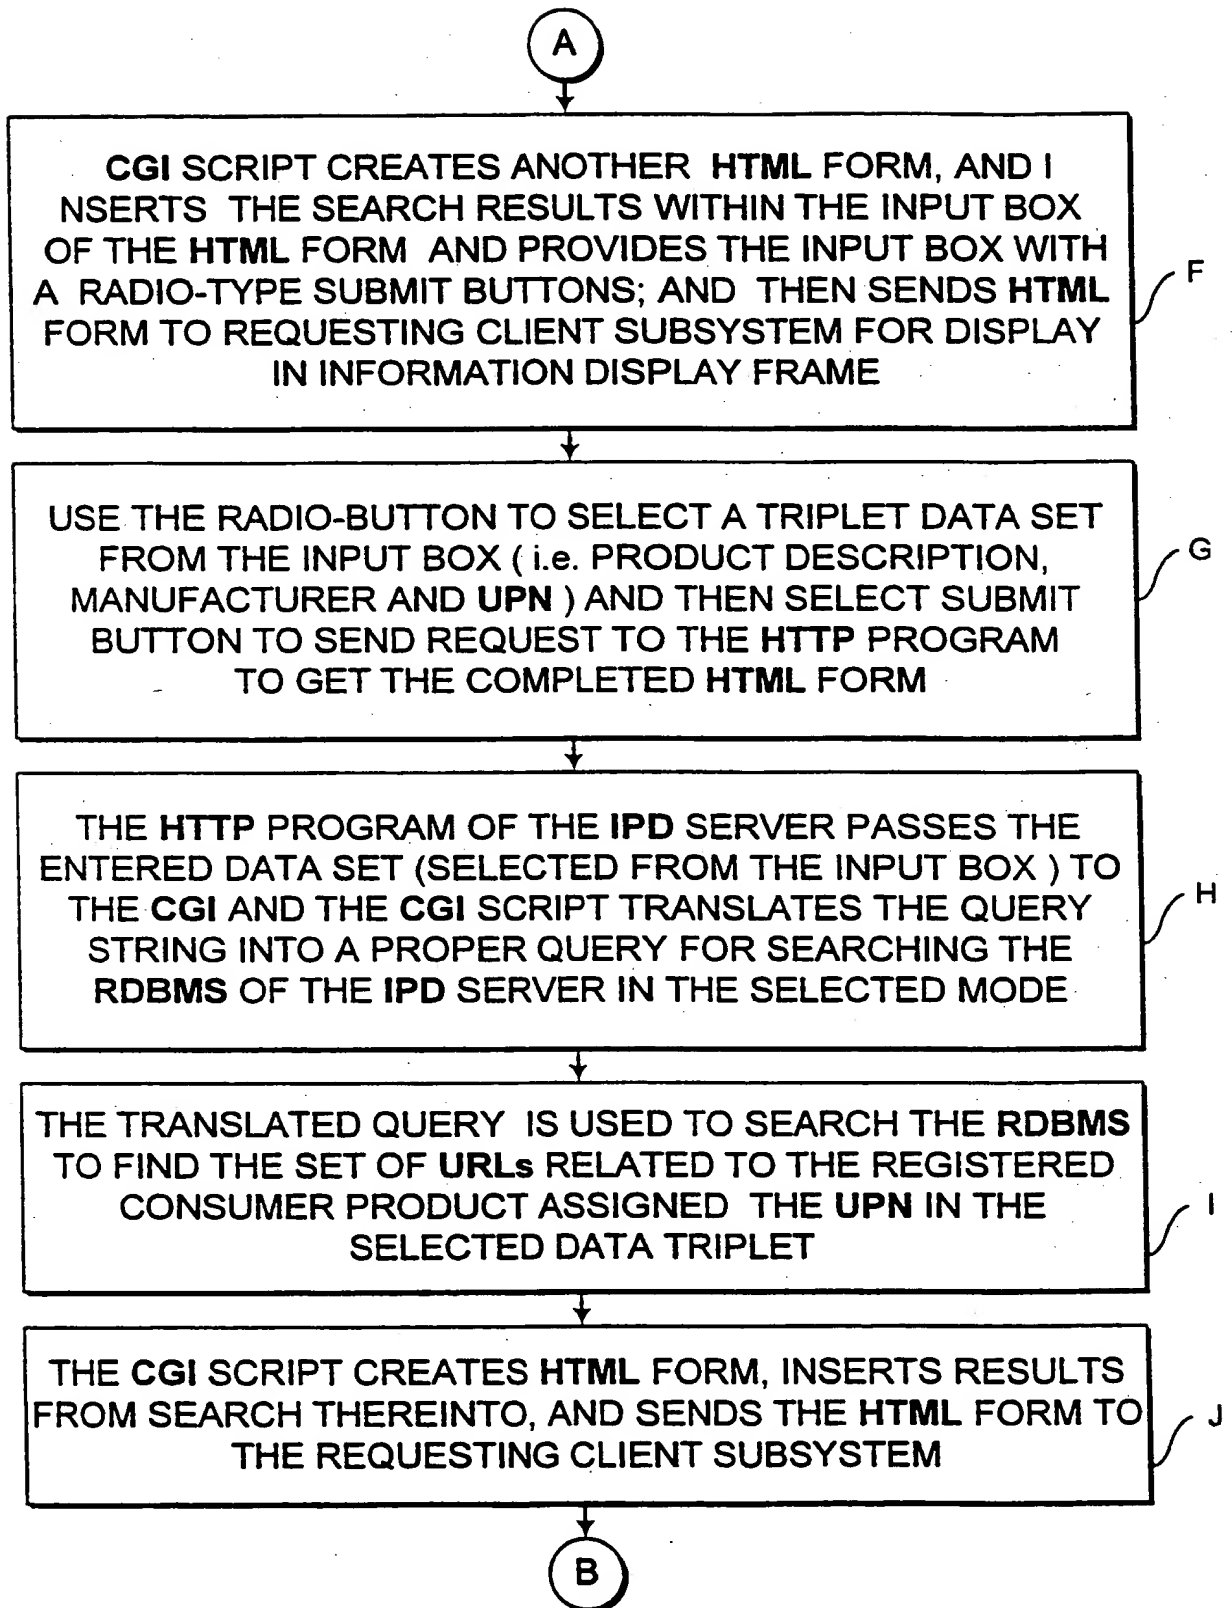 A
CGI SCRIPT CREATES ANOTHER HTML FORM, AND I
NSERTS THE SEARCH RESULTS WITHIN THE INPUT BOX
OF THE HTML FORM AND PROVIDES THE INPUT BOX WITH
A RADIO-TYPE SUBMIT BUTTONS; AND THEN SENDS HTML
FORM TO REQUESTING CLIENT SUBSYSTEM FOR DISPLAY
IN INFORMATION DISPLAY FRAME
F
USE THE RADIO-BUTTON TO SELECT A TRIPLET DATA SET
FROM THE INPUT BOX ( i.e. PRODUCT DESCRIPTION,
MANUFACTURER AND UPN ) AND THEN SELECT SUBMIT
BUTTON TO SEND REQUEST TO THE HTTP PROGRAM
TO GET THE COMPLETED HTML FORM
G
THE HTTP PROGRAM OF THE IPD SERVER PASSES THE
ENTERED DATA SET (SELECTED FROM THE INPUT BOX ) TO
THE CGI AND THE CGI SCRIPT TRANSLATES THE QUERY
STRING INTO A PROPER QUERY FOR SEARCHING THE
RDBMS OF THE IPD SERVER IN THE SELECTED MODE
H
THE TRANSLATED QUERY IS USED TO SEARCH THE RDBMS
TO FIND THE SET OF URLs RELATED TO THE REGISTERED
CONSUMER PRODUCT ASSIGNED THE UPN IN THE
SELECTED DATA TRIPLET
I
THE CGI SCRIPT CREATES HTML FORM, INSERTS RESULTS
FROM SEARCH THEREINTO, AND SENDS THE HTML FORM TO
THE REQUESTING CLIENT SUBSYSTEM
J
B